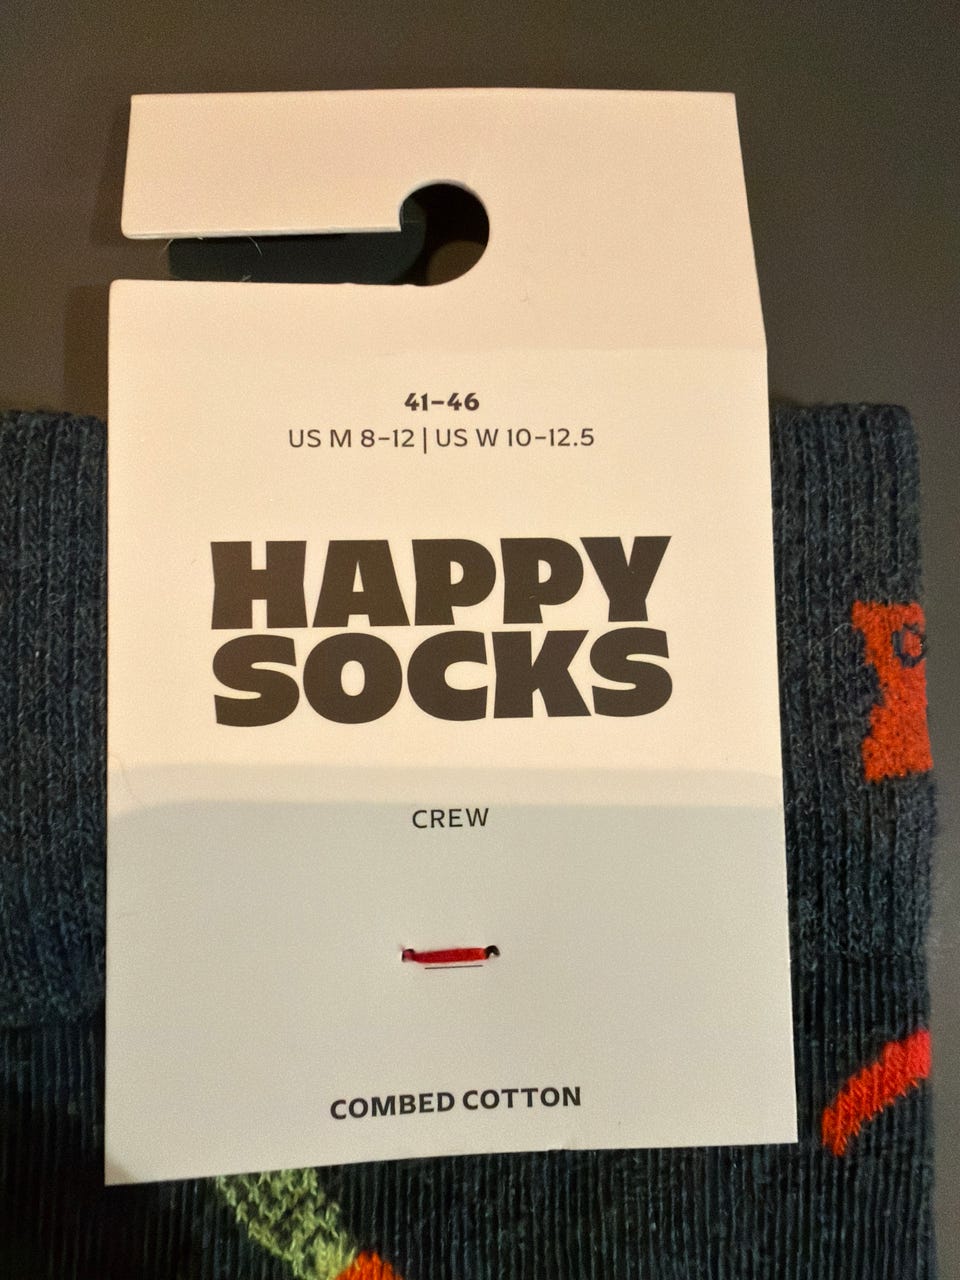 41–46
US M 8–12 | US W 10–12.5
HAPPY
SOCKS
CREW
COMBED COTTON